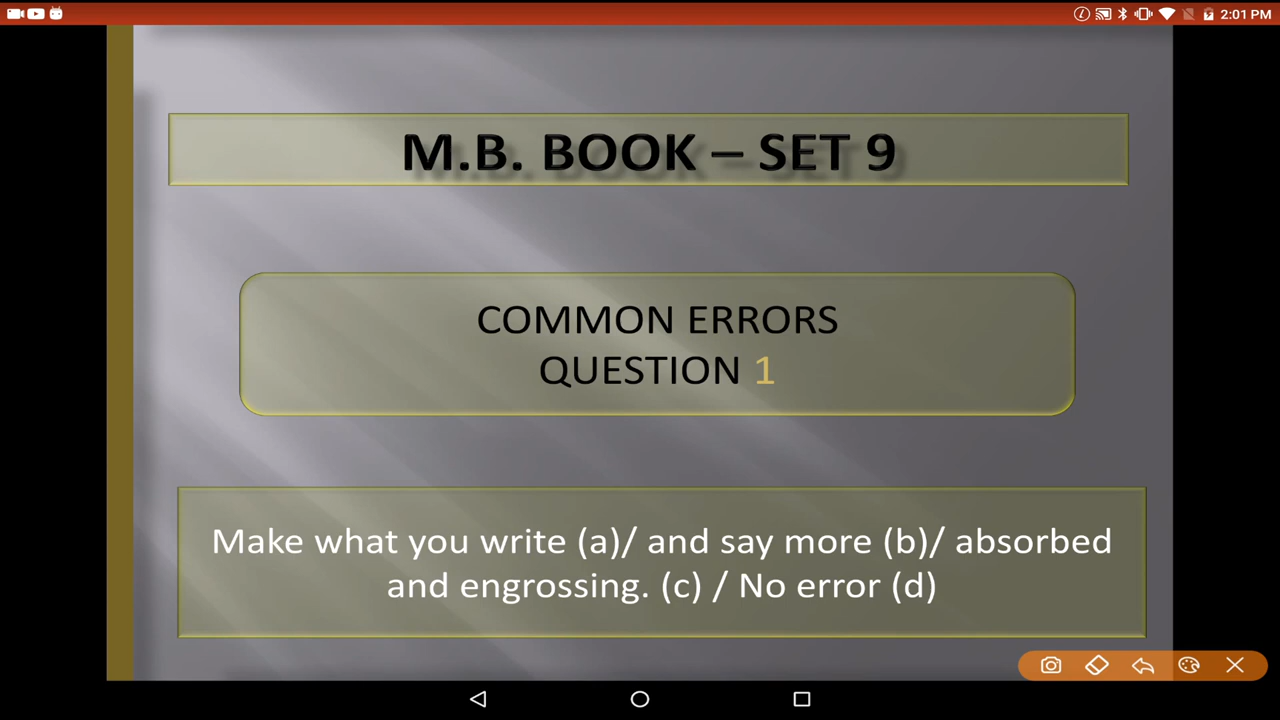 2:01 PM
M.B. BOOK – SET 9
COMMON ERRORS
QUESTION 1
Make what you write (a)/ and say more (b)/ absorbed
and engrossing. (c) / No error (d)